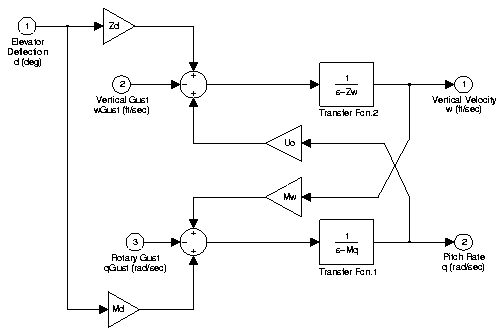 1
Elevator
Deflection
d (deg)
Zd
2
Vertical Gust
wGust (ft/sec)
-
+
+
1
s-Zw
Transfer Fcn.2
1
Vertical Velocity
w (ft/sec)
Uo
Mw
3
Rotary Gust
qGust (rad/sec)
+
-
+
1
s-Mq
Transfer Fcn.1
2
Pitch Rate
q (rad/sec)
Md